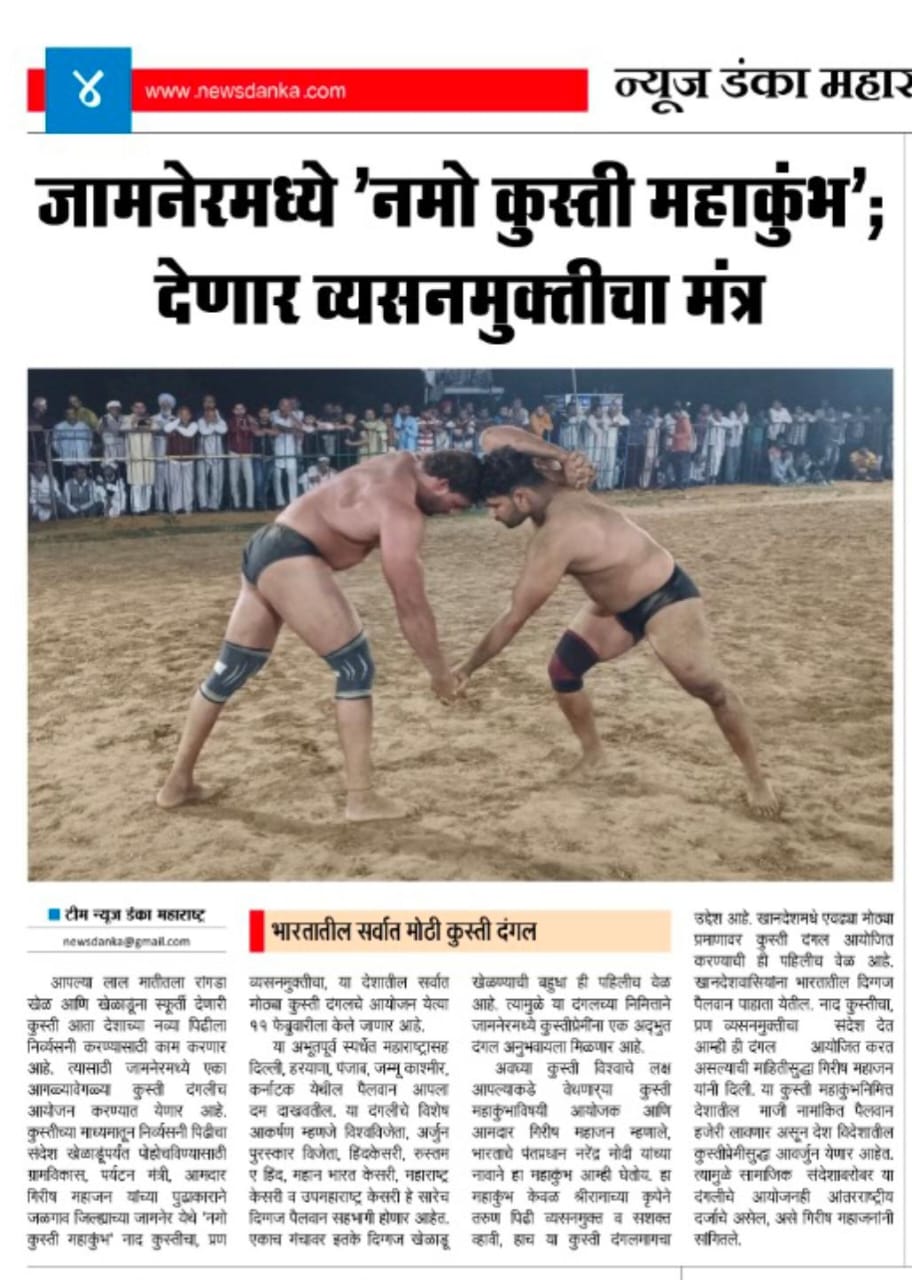 ४
www.newsdanka.com
न्यूज डंका महारा
जामनेरमध्ये 'नमो कुस्ती महाकुंभ';
देणार व्यसनमुक्तीचा मंत्र
टीम न्यूज डंका महाराष्ट्र
newsdanka@gmail.com
आपल्या लाल मातीतला रांगडा
खेळ आणि खेळाडूंना स्फूर्ती देणारी
कुस्ती आता देशाच्या नव्या पिढीला
निर्व्यसनी करण्यासाठी काम करणार
आहे. त्यासाठी जामनेरमध्ये एका
आगळ्यावेगळ्या कुस्ती दंगलीच
आयोजन करण्यात येणार आहे.
कुस्तीच्या माध्यमातून निर्व्यसनी पिढीचा
संदेश खेळाडूंपर्यंत पोहोचविण्यासाठी
ग्रामविकास, पर्यटन मंत्री, आमदार
गिरीष महाजन यांच्या पुढाकाराने
जळगाव जिल्ह्याच्या जामनेर येथे 'नमो
कुस्ती महाकुंभ' नाद कुस्तीचा, प्रण
भारतातील सर्वात मोठी कुस्ती दंगल
व्यसनमुक्तीचा, या देशातील सर्वात
मोठ्या कुस्ती दंगलचे आयोजन येत्या
११ फेब्रुवारीला केले जाणार आहे.
या अभूतपूर्व स्पर्धेत महाराष्ट्रासह
दिल्ली, हरयाणा, पंजाब, जम्मू काश्मीर,
कर्नाटक येथील पैलवान आपला
दम दाखवतील. या दंगलीचे विशेष
आकर्षण म्हणजे विश्वविजेता, अर्जुन
पुरस्कार विजेता, हिंदकेसरी, रुस्तम
ए हिंद, महान भारत केसरी, महाराष्ट्र
केसरी व उपमहाराष्ट्र केसरी हे सारेच
दिग्गज पैलवान सहभागी होणार आहेत.
एकाच मंचावर इतके दिग्गज खेळाडू
खेळण्याची बहुधा ही पहिलीच वेळ
आहे. त्यामुळे या दंगलच्या निमित्ताने
जामनेरमध्ये कुस्तीप्रेमींना एक अद्भुत
दंगल अनुभवायला मिळणार आहे.
अवघ्या कुस्ती विश्वाचे लक्ष
आपल्याकडे वेधणाऱ्या कुस्ती
महाकुंभाविषयी आयोजक आणि
आमदार गिरीष महाजन म्हणाले,
भारताचे पंतप्रधान नरेंद्र मोदी यांच्या
नावाने हा महाकुंभ आम्ही घेतोय. हा
महाकुंभ केवळ श्रीरामाच्या कृपेने
तरुण पिढी व्यसनमुक्त व सशक्त
व्हावी, हाच या कुस्ती दंगलमागचा
उद्देश आहे. खानदेशमधे एवढ्या मोठ्या
प्रमाणावर कुस्ती दंगल आयोजित
करण्याची ही पहिलीच वेळ आहे.
खानदेशवासियांना भारतातील दिग्गज
पैलवान पाहाता येतील. नाद कुस्तीचा,
प्रण व्यसनमुक्तीचा संदेश देत
आम्ही ही दंगल आयोजित करत
असल्याची माहितीसुद्धा गिरीष महाजन
यांनी दिली. या कुस्ती महाकुंभनिमित्त
देशातील माजी नामांकित पैलवान
हजेरी लावणार असून देश विदेशातील
कुस्तीप्रेमीसुद्धा आवर्जुन येणार आहेत.
त्यामुळे सामाजिक संदेशाबरोबर या
दंगलीचे आयोजनही आंतरराष्ट्रीय
दर्जाचे असेल, असे गिरीष महाजनांनी
सांगितले.